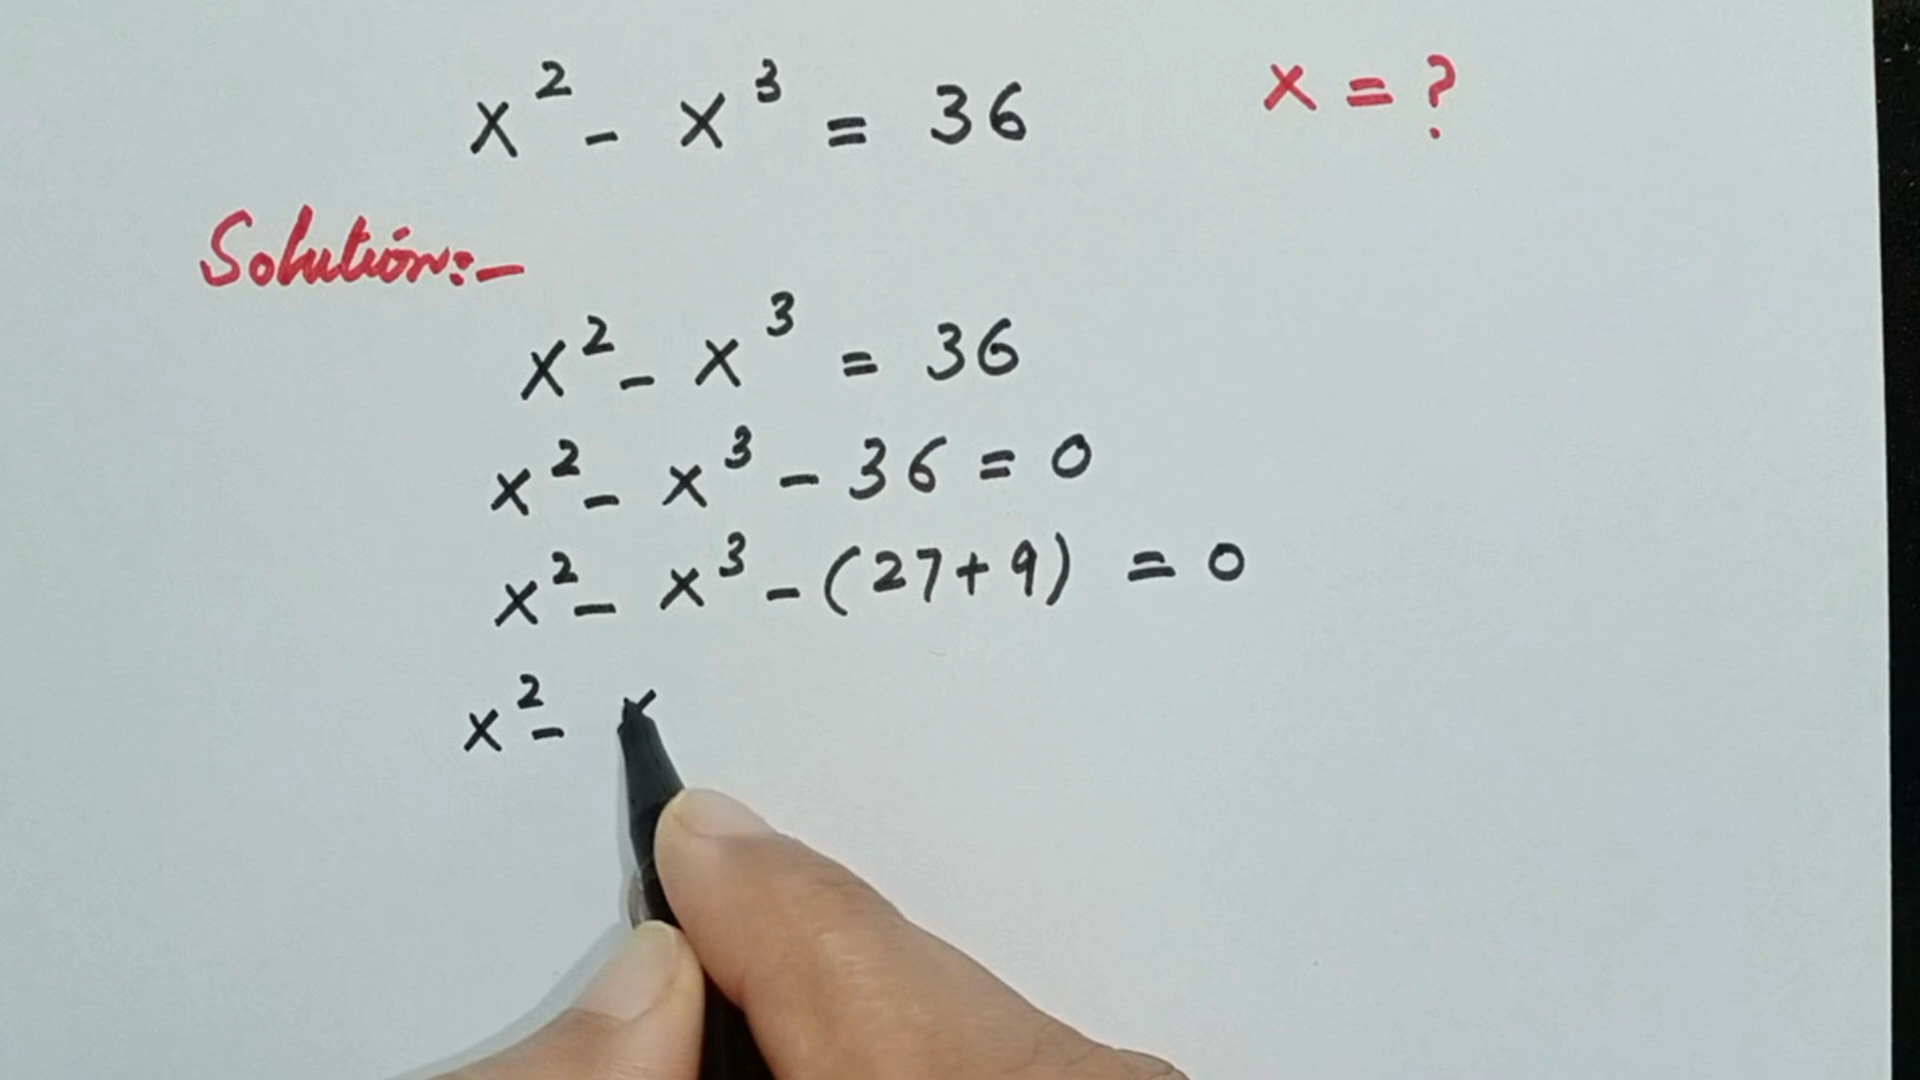 x² - x³ = 36 x = ?
Solution:-
x² - x³ = 36
x² - x³ - 36 = 0
x² - x³ - (27+9) = 0
x² - x